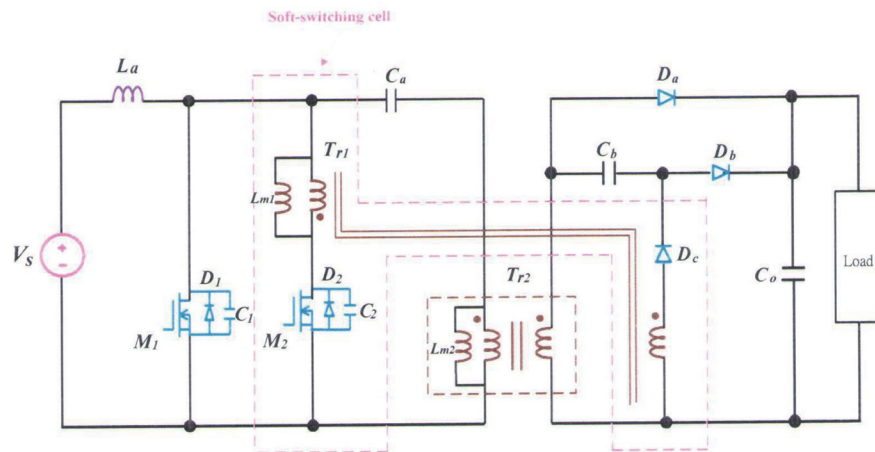 Soft-switching cell
La
Ca
Da
Tr1
Cb
Db
Lm1
Vs
+
−
D1
D2
Tr2
Dc
Co
Load
M1
C1
M2
C2
Lm2